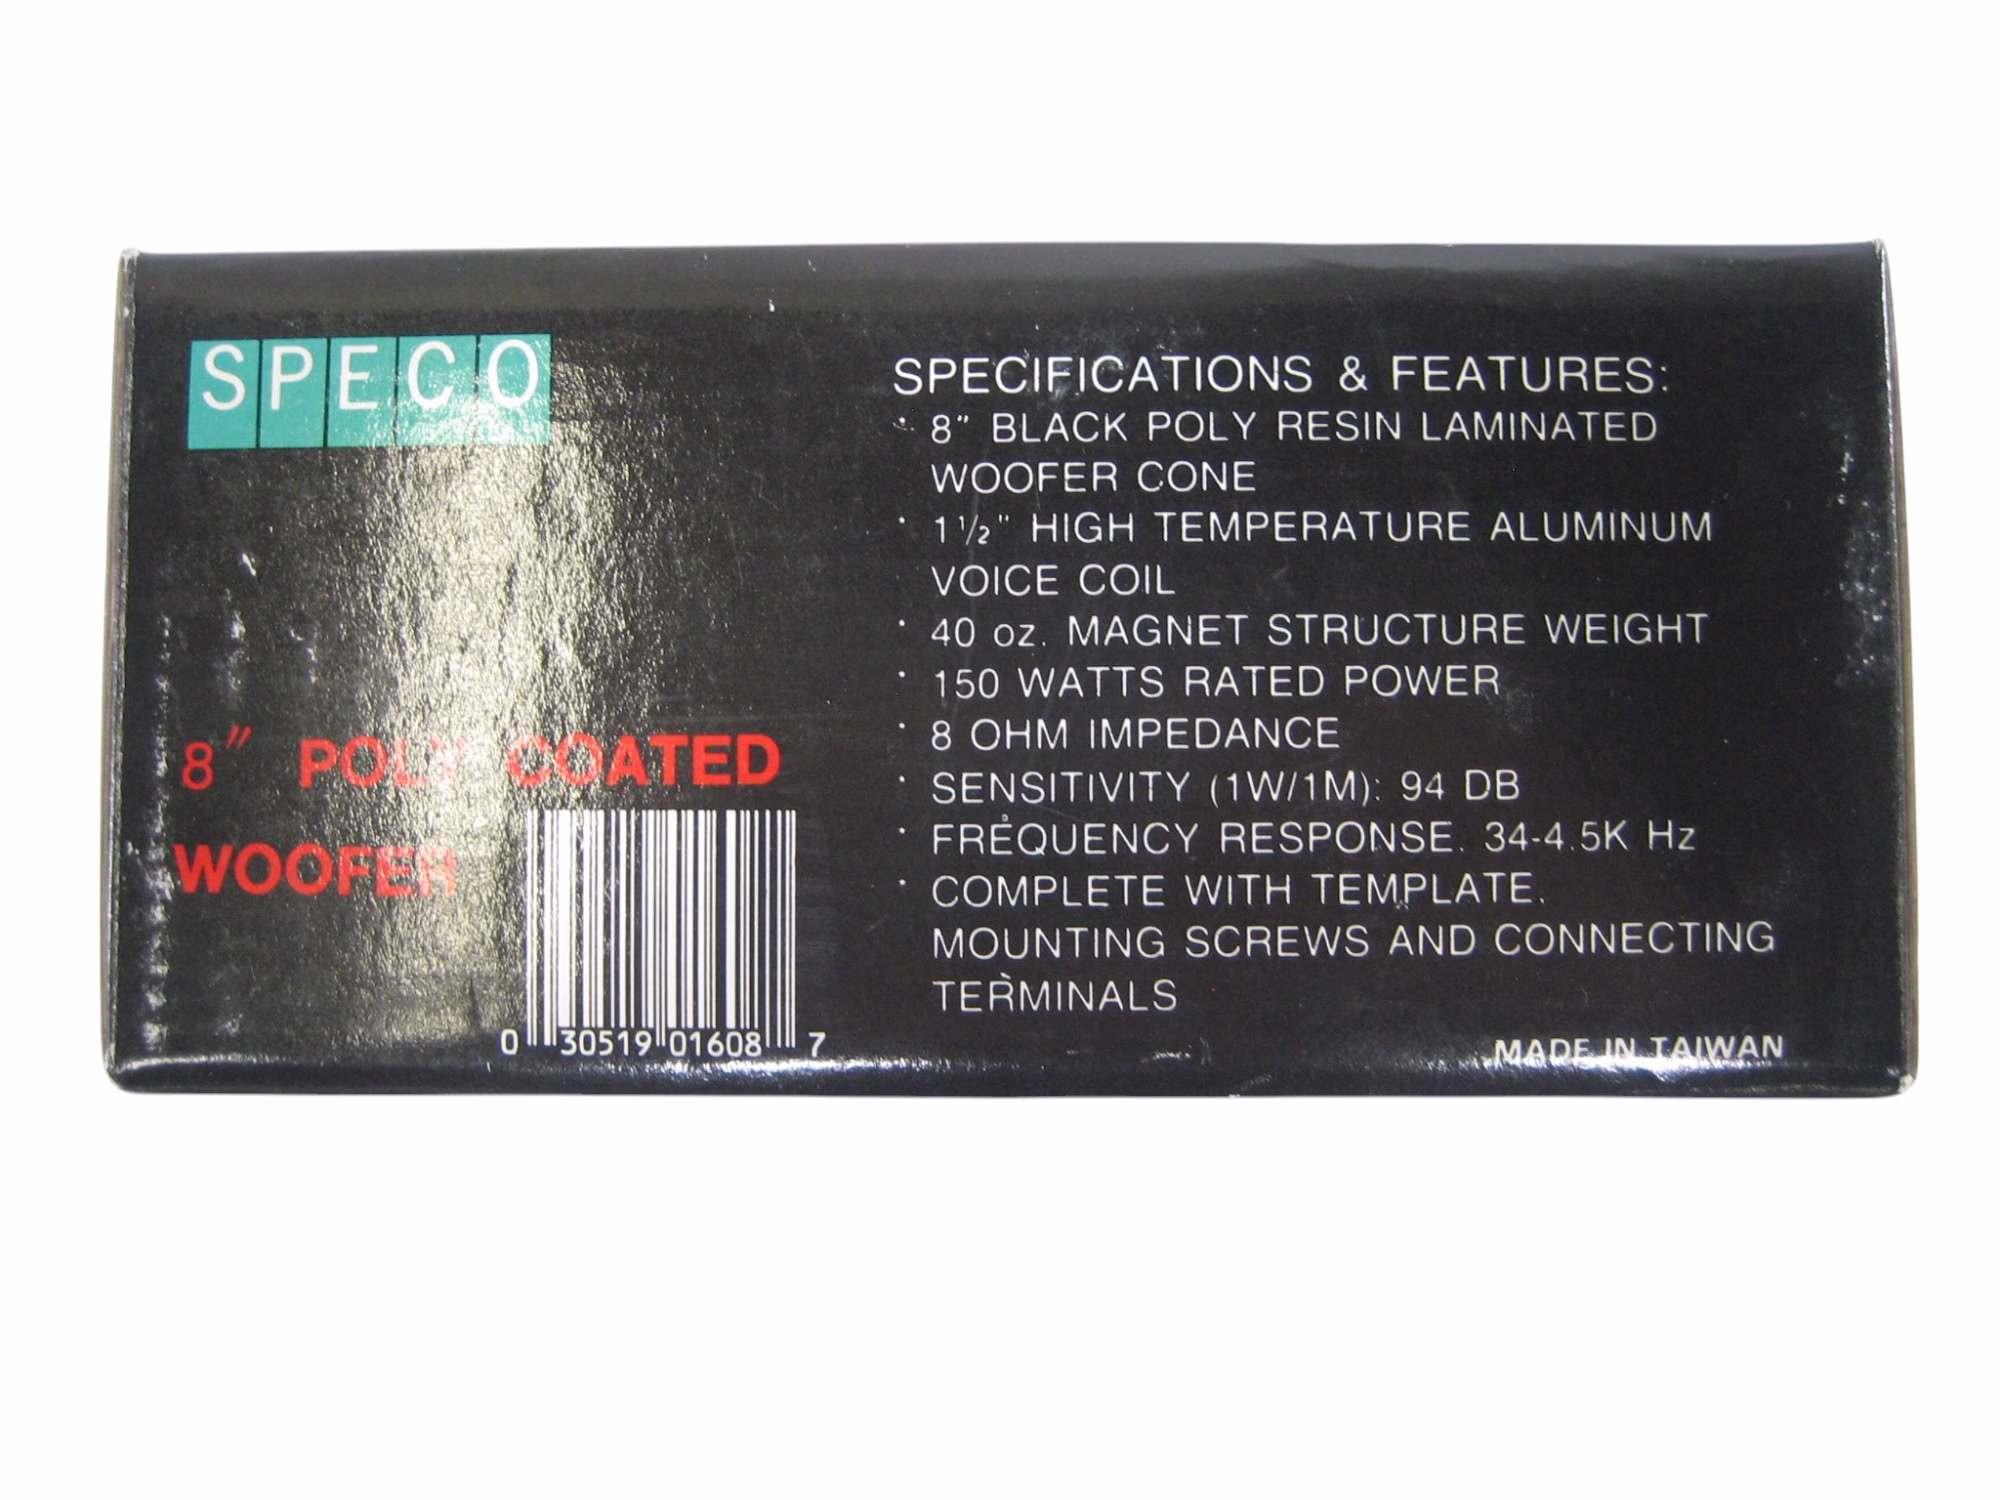 SPECO
8" POLY COATED
WOOFER
0 30519 01608 7
SPECIFICATIONS & FEATURES:
· 8" BLACK POLY RESIN LAMINATED
WOOFER CONE
· 1½" HIGH TEMPERATURE ALUMINUM
VOICE COIL
· 40 oz. MAGNET STRUCTURE WEIGHT
· 150 WATTS RATED POWER
· 8 OHM IMPEDANCE
· SENSITIVITY (1W/1M): 94 DB
· FREQUENCY RESPONSE. 34-4.5K Hz
· COMPLETE WITH TEMPLATE.
MOUNTING SCREWS AND CONNECTING
TERMINALS
MADE IN TAIWAN